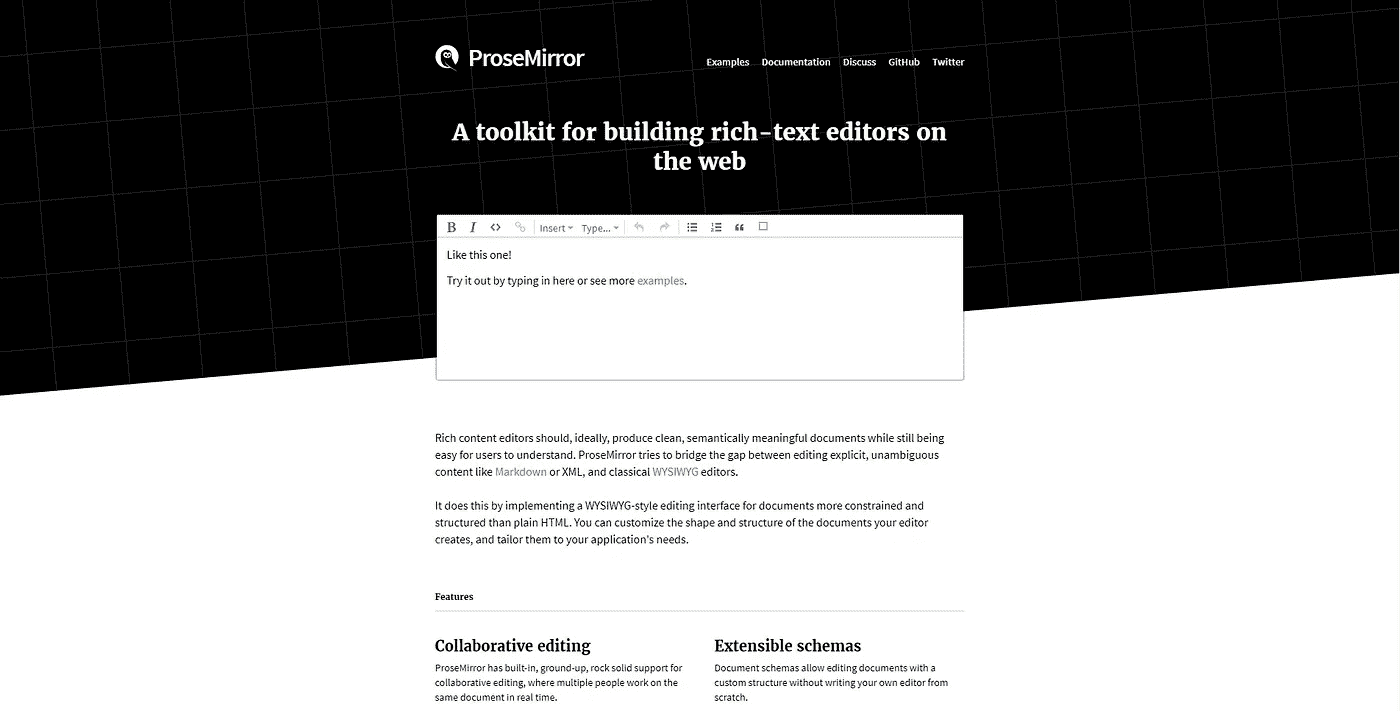 ProseMirror
Examples Documentation Discuss GitHub Twitter
A toolkit for building rich-text editors on
the web
B I <> Insert Type...
Like this one!
Try it out by typing in here or see more examples.
Rich content editors should, ideally, produce clean, semantically meaningful documents while still being
easy for users to understand. ProseMirror tries to bridge the gap between editing explicit, unambiguous
content like Markdown or XML, and classical WYSIWYG editors.
It does this by implementing a WYSIWYG-style editing interface for documents more constrained and
structured than plain HTML. You can customize the shape and structure of the documents your editor
creates, and tailor them to your application's needs.
Features
Collaborative editing
ProseMirror has built-in, ground-up, rock solid support for
collaborative editing, where multiple people work on the
same document in real time.
Extensible schemas
Document schemas allow editing documents with a
custom structure without writing your own editor from
scratch.